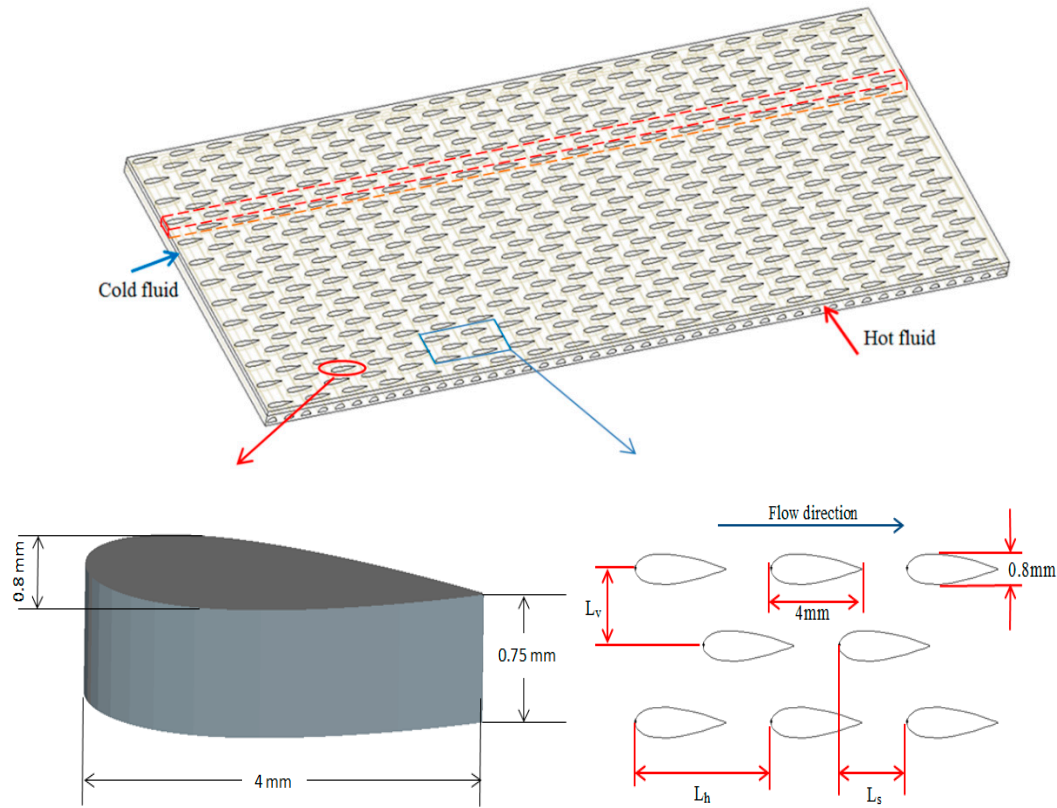 Cold fluid
Hot fluid
0.8 mm
0.75 mm
4 mm
Flow direction
0.8mm
Lᵥ
4mm
Lₕ
Lₛ